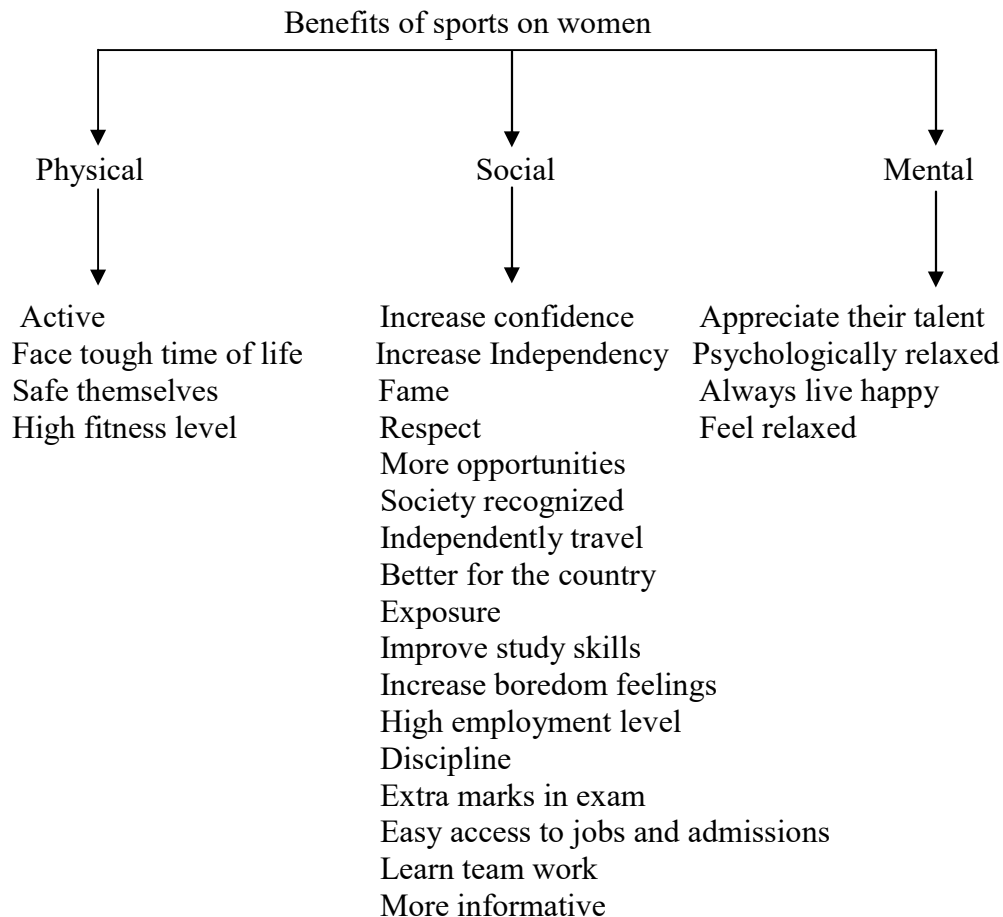 Benefits of sports on women
Physical
Social
Mental
Active
Face tough time of life
Safe themselves
High fitness level
Increase confidence
Increase Independency
Fame
Respect
More opportunities
Society recognized
Independently travel
Better for the country
Exposure
Improve study skills
Increase boredom feelings
High employment level
Discipline
Extra marks in exam
Easy access to jobs and admissions
Learn team work
More informative
Appreciate their talent
Psychologically relaxed
Always live happy
Feel relaxed